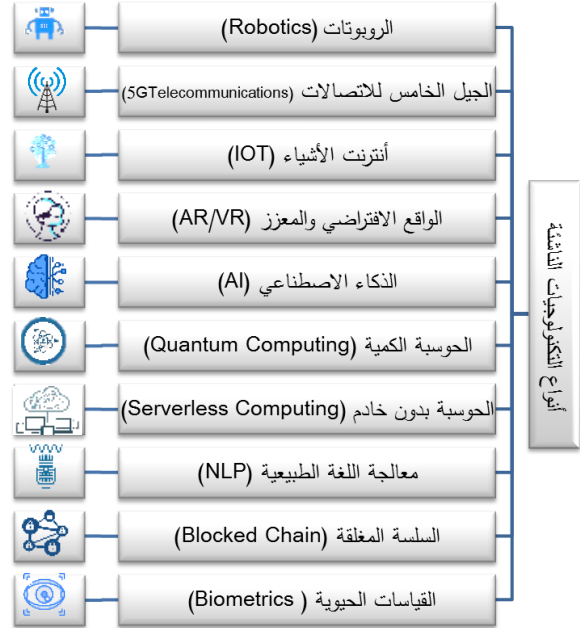 أنواع التكنولوجيات الناشئة
الروبوتات (Robotics)
الجيل الخامس للاتصالات (5GTelecommunications)
أنترنت الأشياء (IOT)
الواقع الافتراضي والمعزز (AR/VR)
الذكاء الاصطناعي (AI)
الحوسبة الكمية (Quantum Computing)
الحوسبة بدون خادم (Serverless Computing)
معالجة اللغة الطبيعية (NLP)
السلسة المغلقة (Blocked Chain)
القياسات الحيوية ( Biometrics)